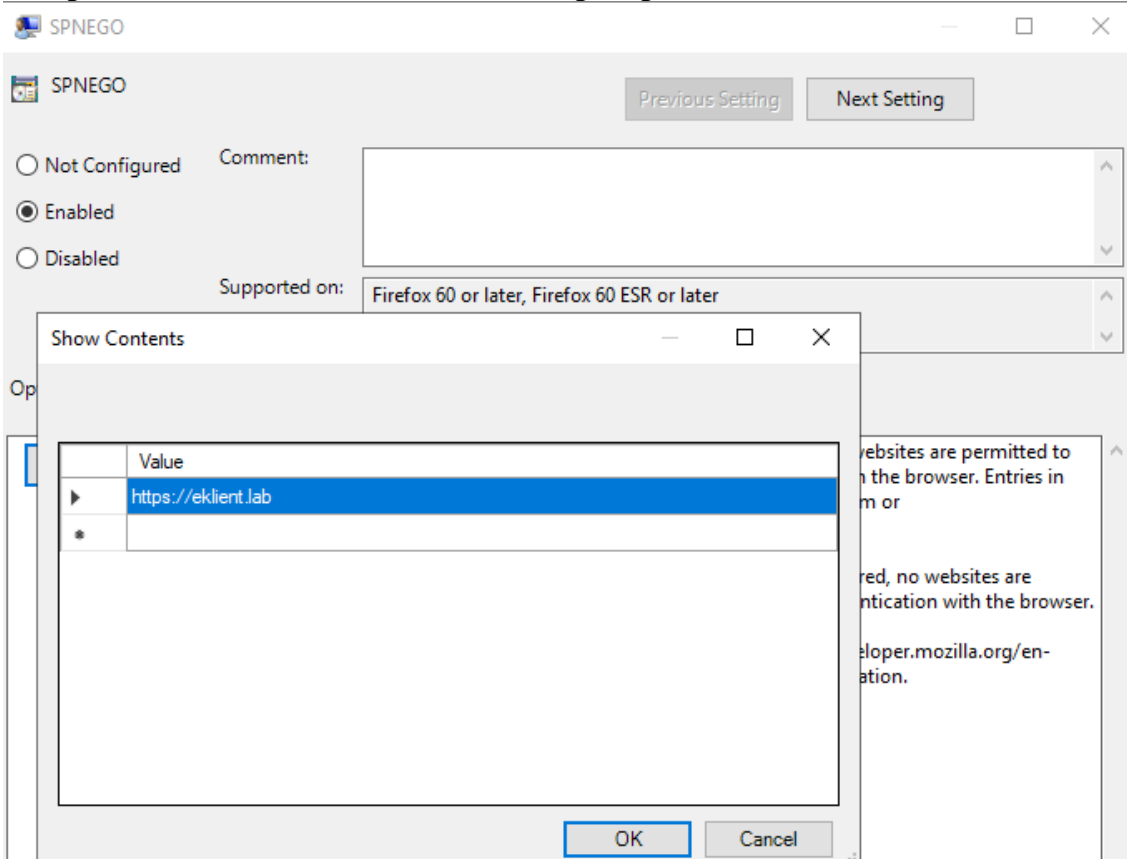 SPNEGO
SPNEGO
Previous Setting
Next Setting
Not Configured
Comment:
Enabled
Disabled
Supported on:
Firefox 60 or later, Firefox 60 ESR or later
Show Contents
Op
Value
https://eklient.lab
ebsites are permitted to
the browser. Entries in
m or
red, no websites are
ntication with the browser.
eloper.mozilla.org/en-
ation.
OK
Cancel